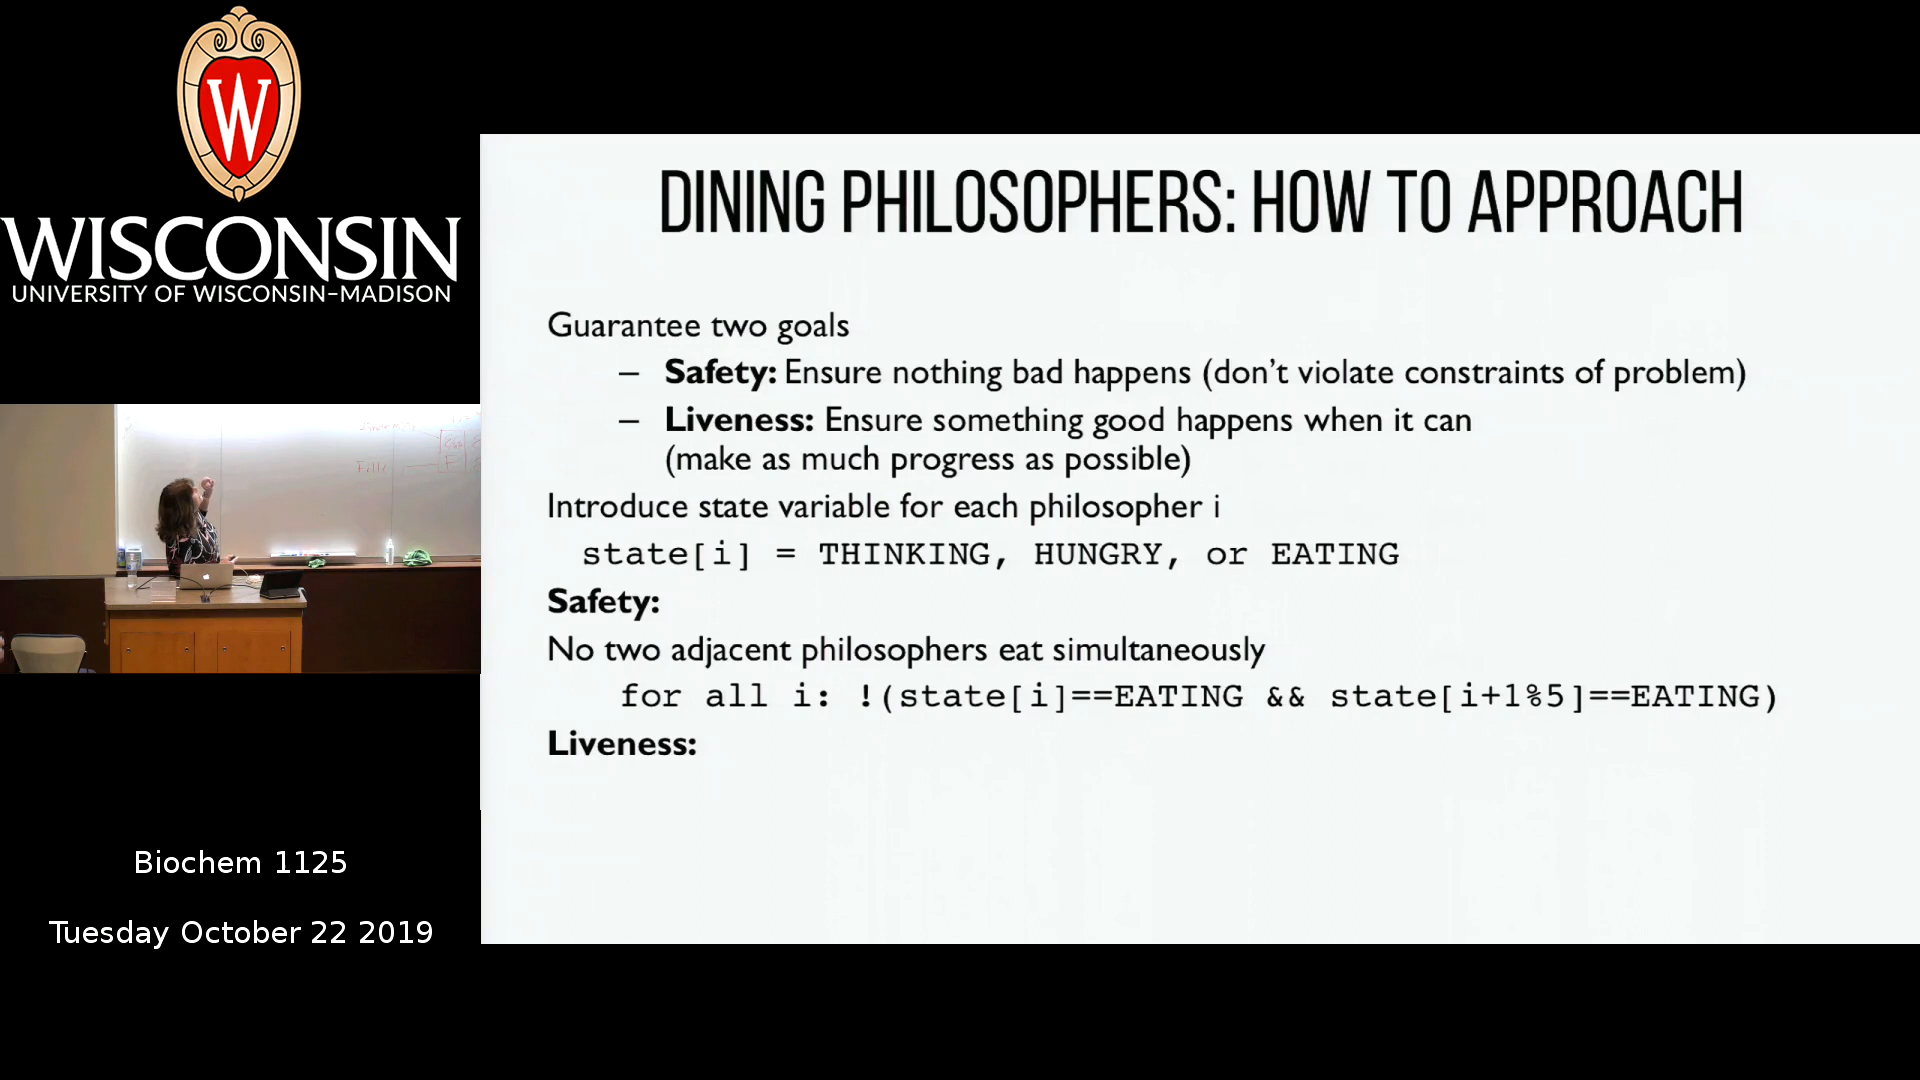 W
WISCONSIN
UNIVERSITY OF WISCONSIN–MADISON
DINING PHILOSOPHERS: HOW TO APPROACH
Guarantee two goals
– Safety: Ensure nothing bad happens (don’t violate constraints of problem)
– Liveness: Ensure something good happens when it can
(make as much progress as possible)
Introduce state variable for each philosopher i
state[i] = THINKING, HUNGRY, or EATING
Safety:
No two adjacent philosophers eat simultaneously
for all i: !(state[i]==EATING && state[i+1%5]==EATING)
Liveness:
Biochem 1125
Tuesday October 22 2019